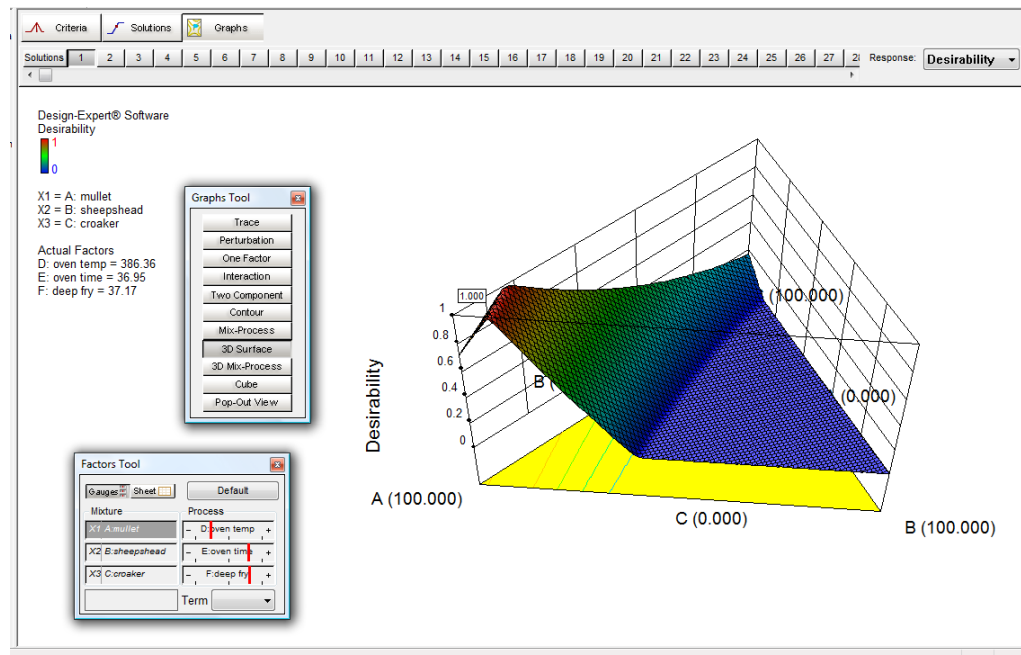 Criteria Solutions Graphs
Solutions 1 2 3 4 5 6 7 8 9 10 11 12 13 14 15 16 17 18 19 20 21 22 23 24 25 26 27 Response: Desirability
Design-Expert® Software
Desirability
1
0
X1 = A: mullet
X2 = B: sheepshead
X3 = C: croaker
Actual Factors
D: oven temp = 386.36
E: oven time = 36.95
F: deep fry = 37.17
Graphs Tool
Trace
Perturbation
One Factor
Interaction
Two Component
Contour
Mix-Process
3D Surface
3D Mix-Process
Cube
Pop-Out View
Factors Tool
Gauges Sheet Default
Mixture Process
X1 A:mullet - D:oven temp +
X2 B:sheepshead - E:oven time +
X3 C:croaker - F:deep fry +
Term
1.000
1
0.8
0.6
0.4
0.2
0
Desirability
(100.000)
B (
(0.000)
A (100.000)
C (0.000)
B (100.000)